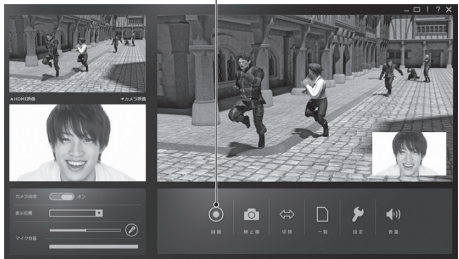 ▲HDMI映像 ▼カメラ映像
カメラ合成 オン
表示位置
マイク音量
録画 静止画 切替 一覧 設定 音量